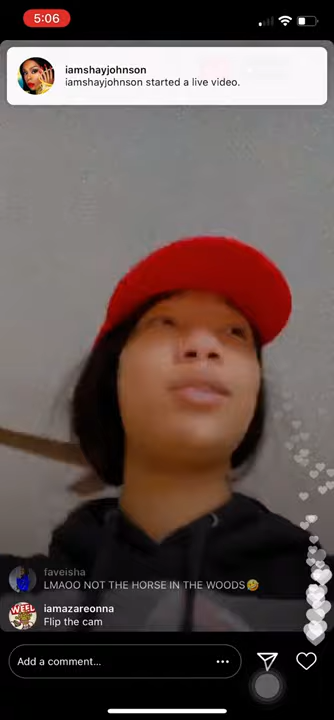 5:06
iamshayjohnson
iamshayjohnson started a live video.
faveisha
LMAOO NOT THE HORSE IN THE WOODS🤣
WEEL
iamazareonna
Flip the cam
Add a comment...